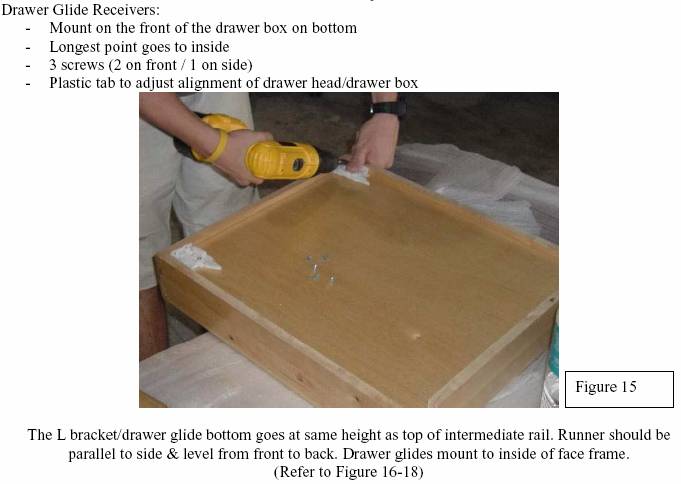 Drawer Glide Receivers:
- Mount on the front of the drawer box on bottom
- Longest point goes to inside
- 3 screws (2 on front / 1 on side)
- Plastic tab to adjust alignment of drawer head/drawer box
Figure 15
The L bracket/drawer glide bottom goes at same height as top of intermediate rail. Runner should be
parallel to side & level from front to back. Drawer glides mount to inside of face frame.
(Refer to Figure 16-18)